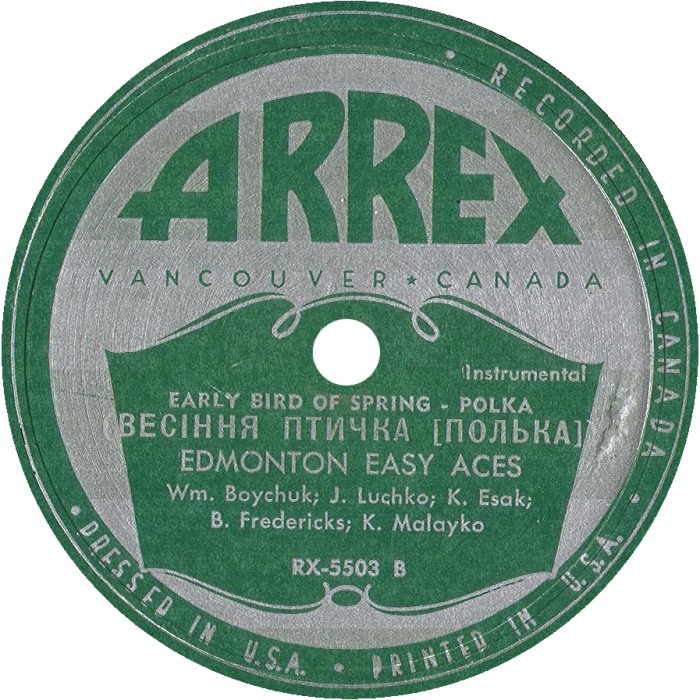 ARREX
VANCOUVER ★ CANADA
Instrumental
EARLY BIRD OF SPRING - POLKA
(ВЕСІННЯ ПТИЧКА [ПОЛЬКА])
EDMONTON EASY ACES
Wm. Boychuk; J. Luchko; K. Esak;
B. Fredericks; K. Malayko
RX-5503 B
• RECORDED IN CANADA •
• PRESSED IN U.S.A. • PRINTED IN U.S.A.